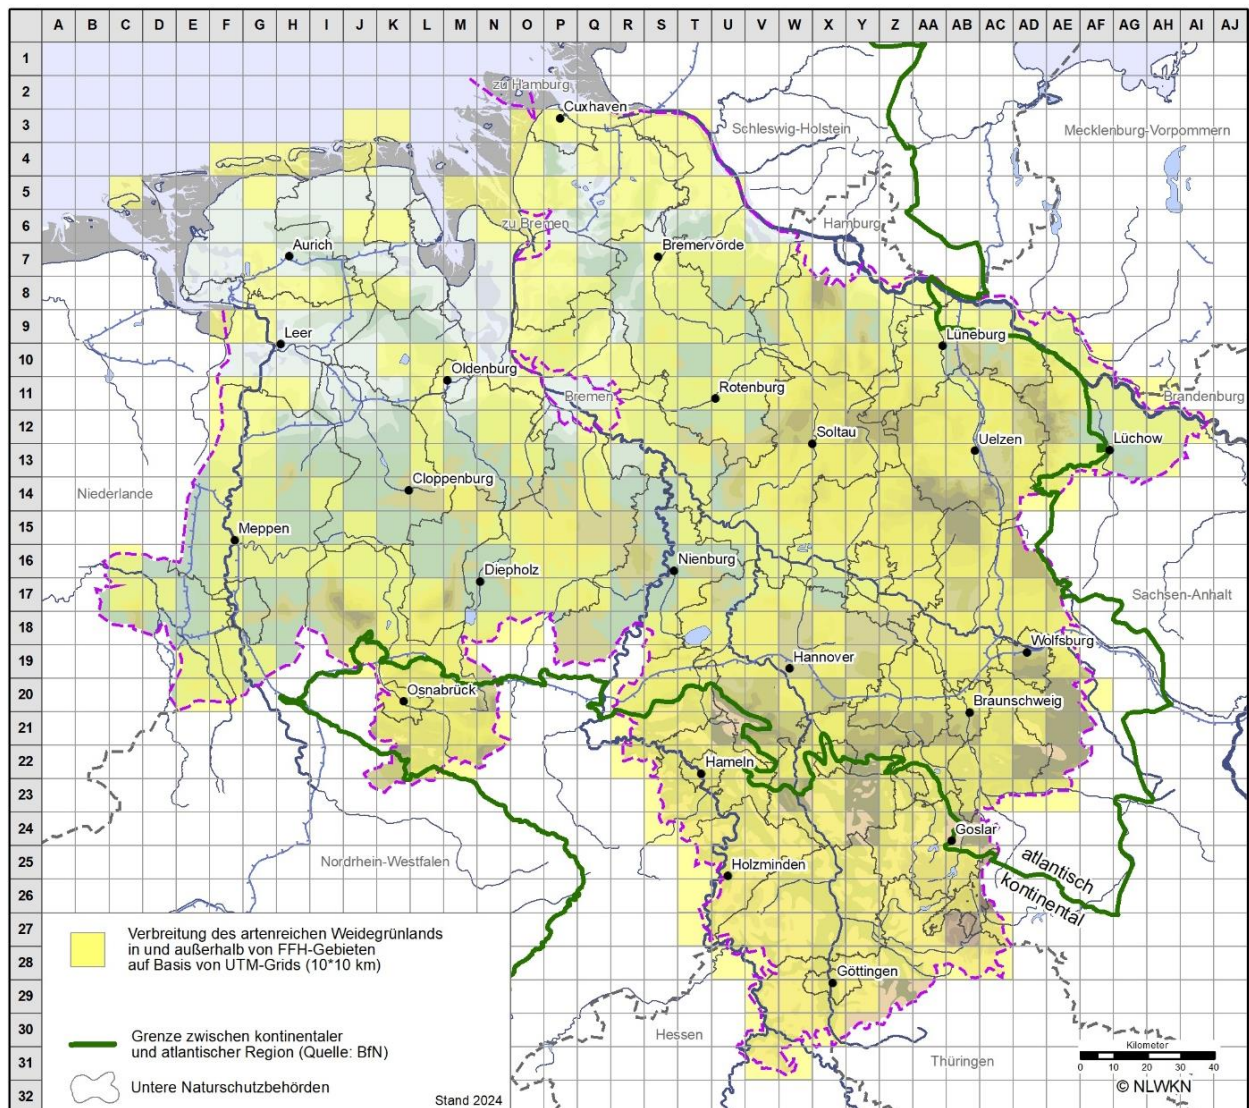 A B C D E F G H J K L M N O P Q R S T U V W X Y Z AA AB AC AD AE AF AG AH AI AJ
1
2
3
4
5
6
7
8
9
10
11
12
13
14
15
16
17
18
19
20
21
22
23
24
25
26
27
28
29
30
31
32
zu Hamburg
Cuxhaven
Schleswig-Holstein
Mecklenburg-Vorpommern
zu Bremen
Hamburg
Aurich
Bremervörde
Leer
Lüneburg
Oldenburg
Bremen
Rotenburg
Brandenburg
Soltau
Uelzen
Lüchow
Niederlande
Cloppenburg
Meppen
Diepholz
Nienburg
Sachsen-Anhalt
Wolfsburg
Hannover
Osnabrück
Braunschweig
Hameln
Goslar
Nordrhein-Westfalen
Holzminden
atlantisch
kontinental
Göttingen
Hessen
Thüringen
Verbreitung des artenreichen Weidegrünlands
in und außerhalb von FFH-Gebieten
auf Basis von UTM-Grids (10*10 km)
Grenze zwischen kontinentaler
und atlantischer Region (Quelle: BfN)
Untere Naturschutzbehörden
Stand 2024
Kilometer
0 10 20 30 40
© NLWKN